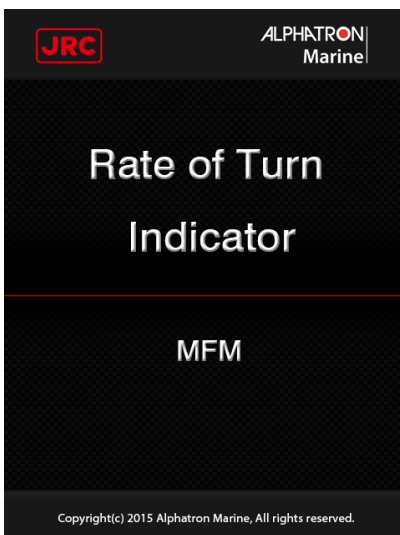 JRC
ALPHATRON
Marine
Rate of Turn
Indicator
MFM
Copyright(c) 2015 Alphatron Marine, All rights reserved.